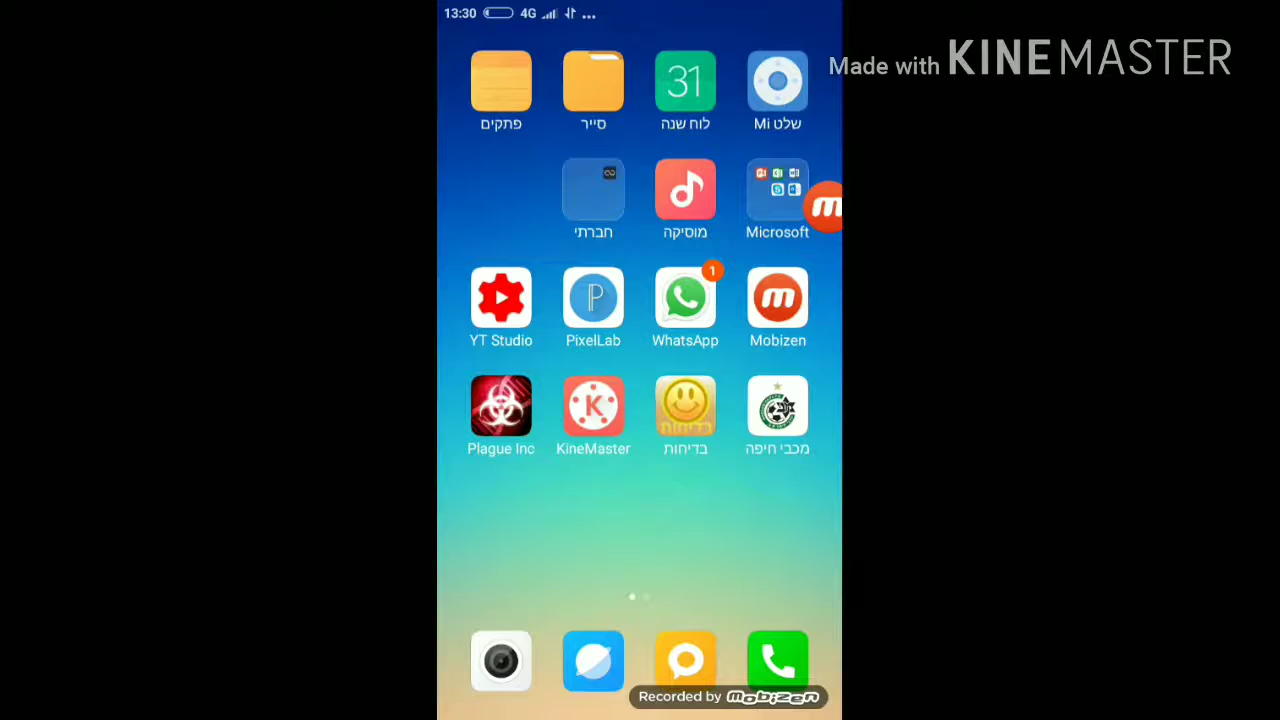 13:30 4G
Made with KINEMASTER
פתקים
סייר
31
לוח שנה
שלט Mi
חברתי
מוסיקה
Microsoft
m
1
YT Studio
PixelLab
WhatsApp
m
Mobizen
Plague Inc
K
KineMaster
בדיחות
בדיחות
מכבי חיפה
Recorded by mobizen